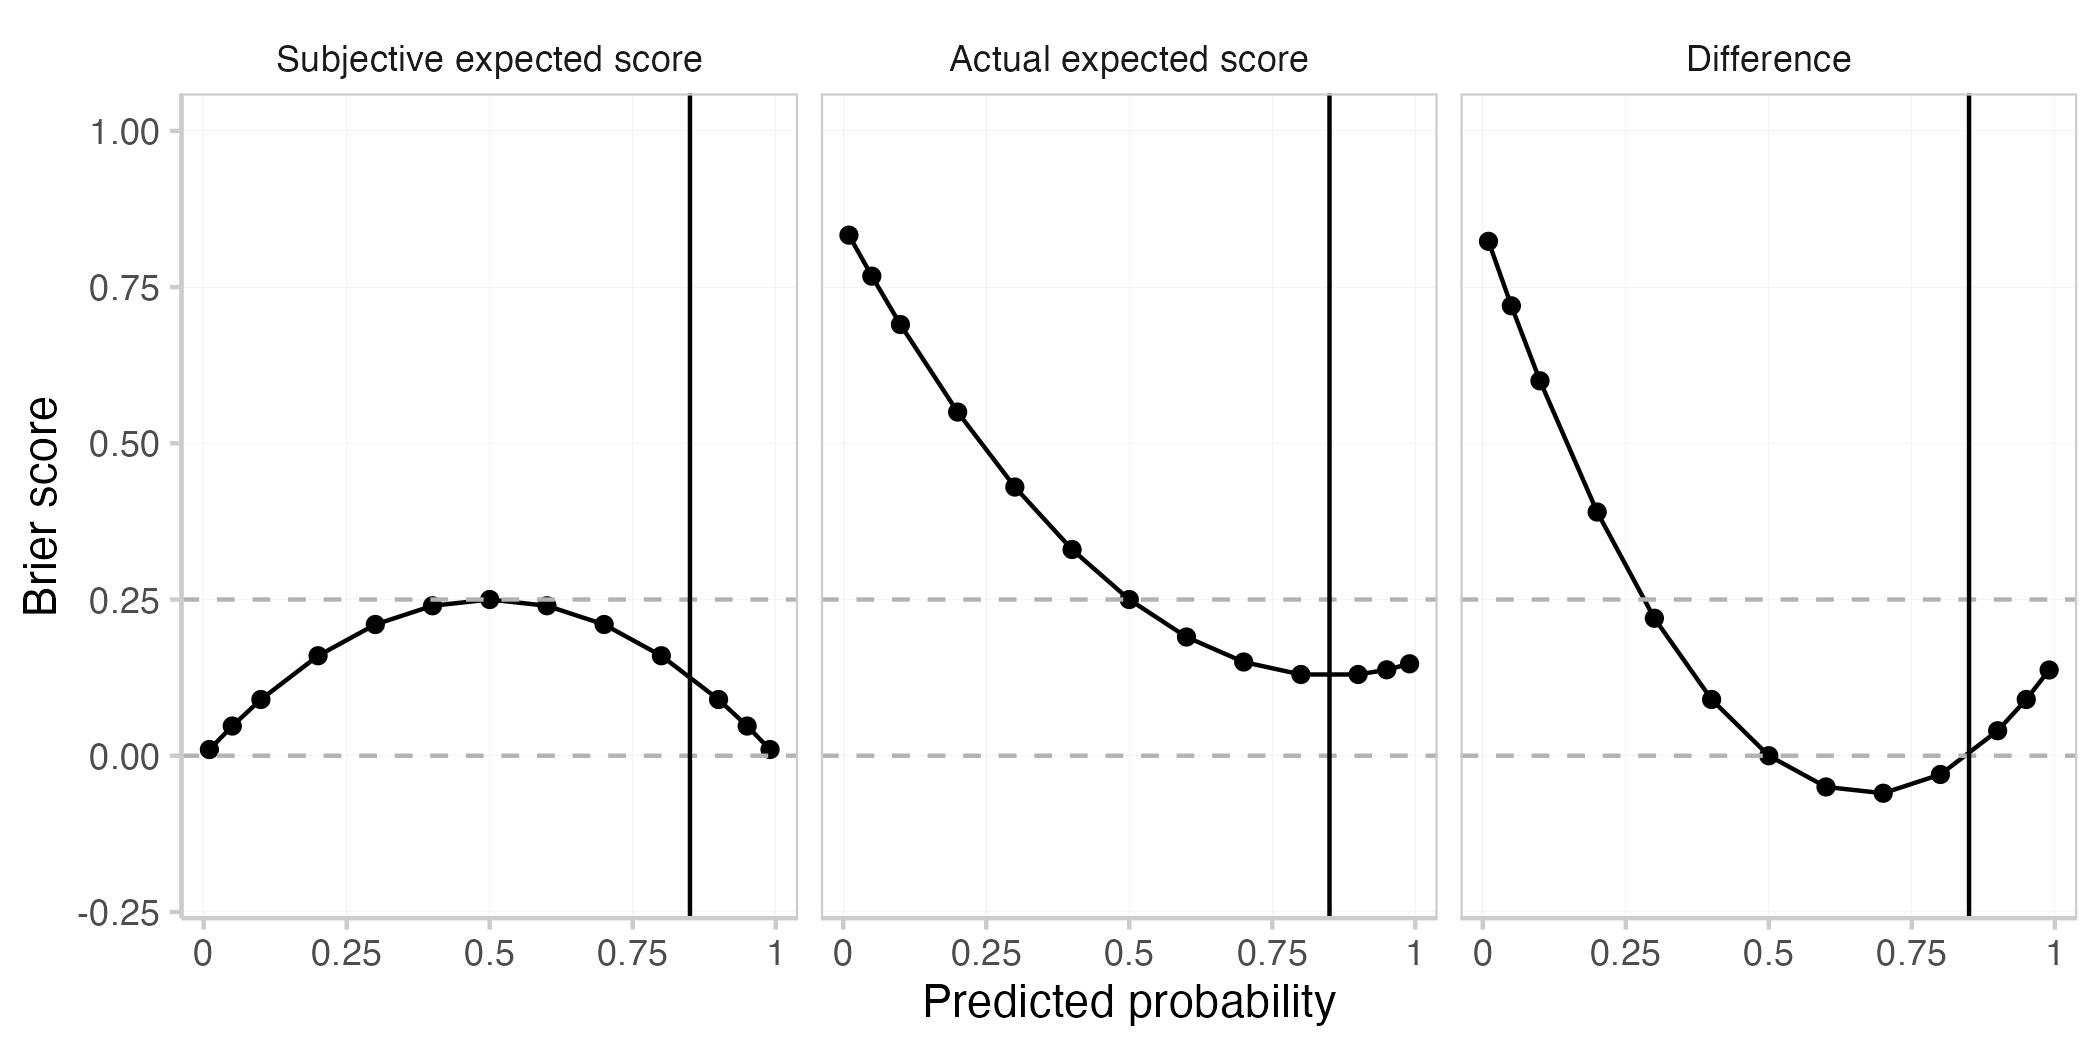 Subjective expected score
Actual expected score
Difference
Brier score
1.00
0.75
0.50
0.25
0.00
-0.25
0 0.25 0.5 0.75 1
0 0.25 0.5 0.75 1
0 0.25 0.5 0.75 1
Predicted probability